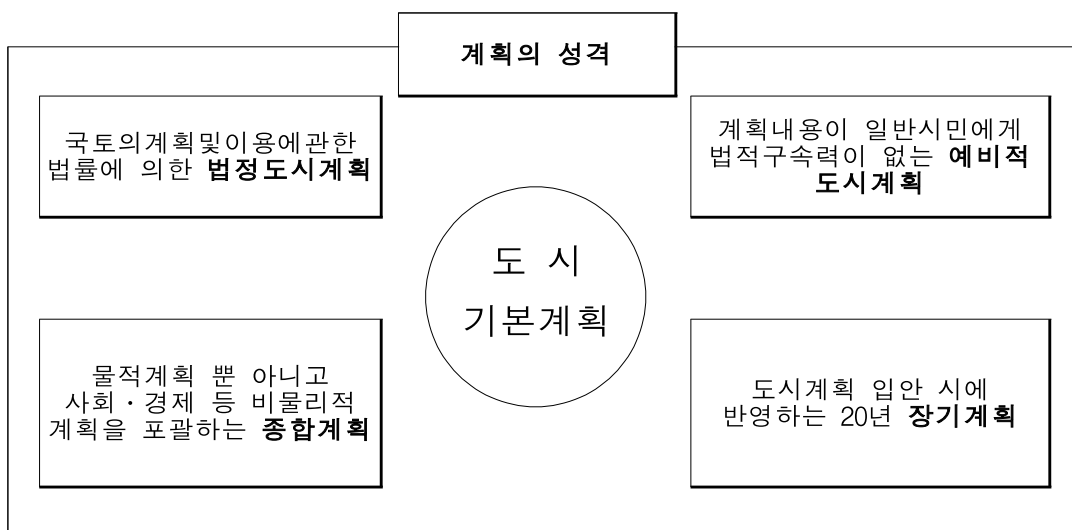 계획의 성격
국토의계획및이용에관한
법률에 의한 법정도시계획
계획내용이 일반시민에게
법적구속력이 없는 예비적
도시계획
도 시
기본계획
물적계획 뿐 아니고
사회·경제 등 비물리적
계획을 포괄하는 종합계획
도시계획 입안 시에
반영하는 20년 장기계획